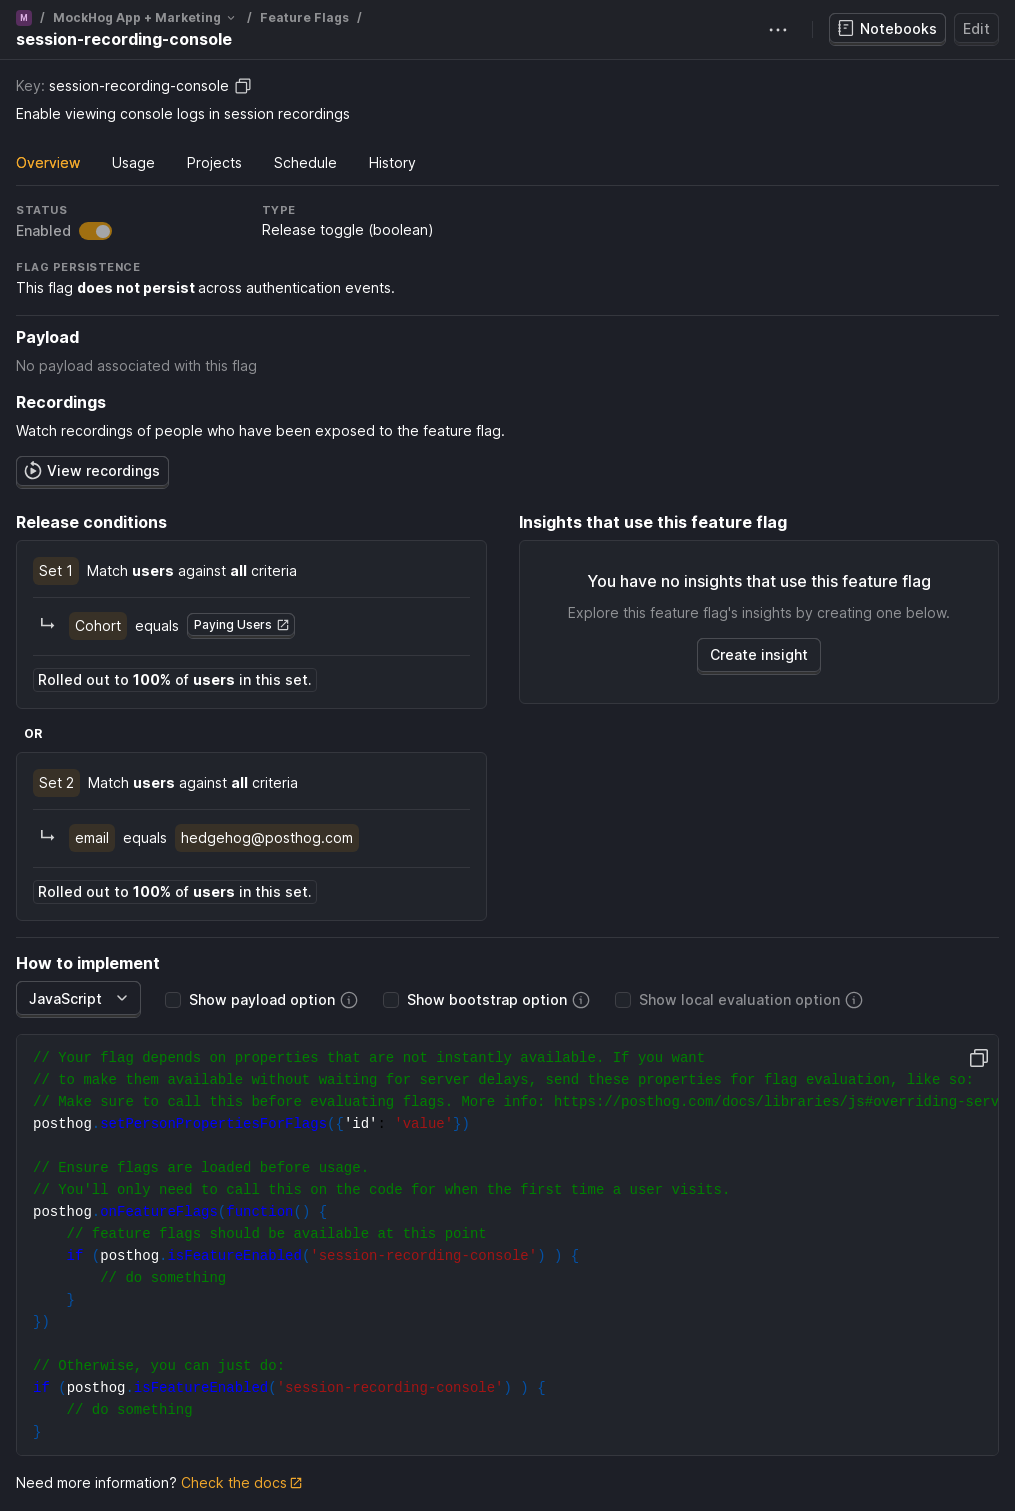 M / MockHog App + Marketing / Feature Flags /
session-recording-console
Notebooks
Edit
Key: session-recording-console
Enable viewing console logs in session recordings
Overview Usage Projects Schedule History
STATUS
Enabled
TYPE
Release toggle (boolean)
FLAG PERSISTENCE
This flag does not persist across authentication events.
Payload
No payload associated with this flag
Recordings
Watch recordings of people who have been exposed to the feature flag.
View recordings
Release conditions
Set 1 Match users against all criteria
Cohort equals Paying Users
Rolled out to 100% of users in this set.
OR
Set 2 Match users against all criteria
email equals hedgehog@posthog.com
Rolled out to 100% of users in this set.
Insights that use this feature flag
You have no insights that use this feature flag
Explore this feature flag's insights by creating one below.
Create insight
How to implement
JavaScript
Show payload option
Show bootstrap option
Show local evaluation option
// Your flag depends on properties that are not instantly available. If you want
// to make them available without waiting for server delays, send these properties for flag evaluation, like so:
// Make sure to call this before evaluating flags. More info: https://posthog.com/docs/libraries/js#overriding-serv
posthog.setPersonPropertiesForFlags({'id': 'value'})
// Ensure flags are loaded before usage.
// You'll only need to call this on the code for when the first time a user visits.
posthog.onFeatureFlags(function() {
// feature flags should be available at this point
if (posthog.isFeatureEnabled('session-recording-console') ) {
// do something
}
})
// Otherwise, you can just do:
if (posthog.isFeatureEnabled('session-recording-console') ) {
// do something
}
Need more information? Check the docs